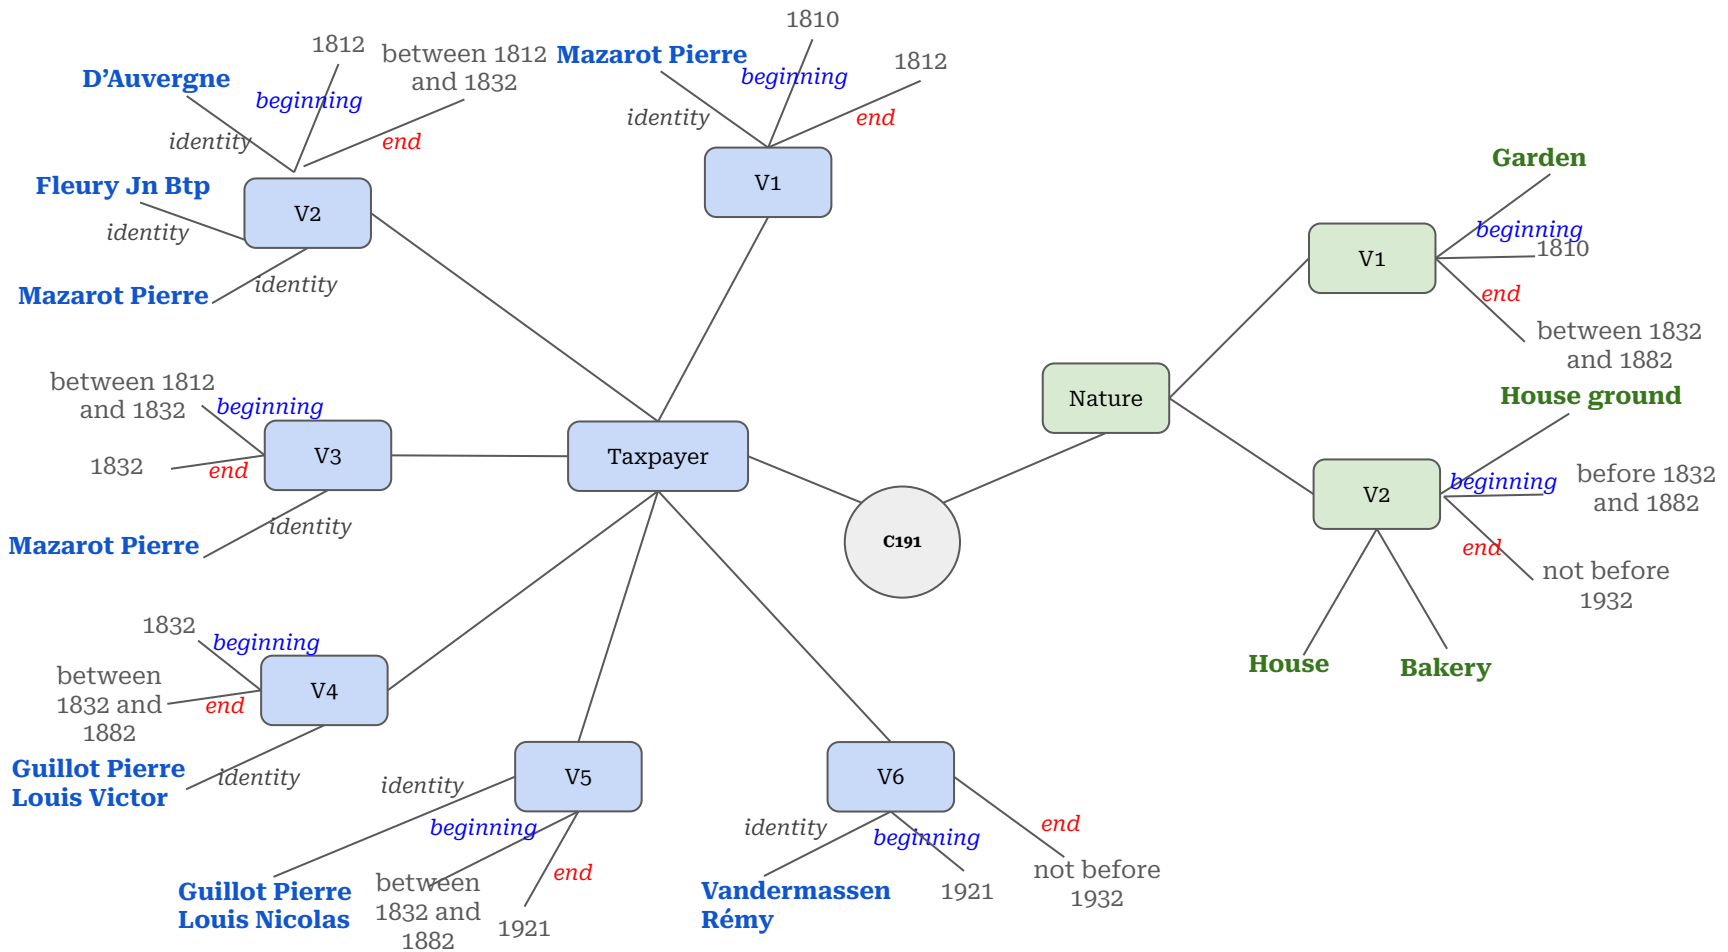 1810
1812
between 1812
and 1832
Mazarot Pierre
1812
D’Auvergne
beginning
beginning
identity
end
identity
end
Garden
Fleury Jn Btp
V2
V1
identity
beginning
1810
V1
identity
Mazarot Pierre
end
between 1832
and 1882
between 1812
and 1832
beginning
Nature
House ground
V3
Taxpayer
1832
end
before 1832
and 1882
beginning
V2
identity
Mazarot Pierre
C191
end
not before
1932
1832
beginning
House
Bakery
between
1832 and
1882
V4
end
Guillot Pierre
Louis Victor
identity
identity
V5
V6
beginning
identity
beginning
end
end
Guillot Pierre
Louis Nicolas
between
1832 and
1882
1921
Vandermassen
Rémy
1921
not before
1932